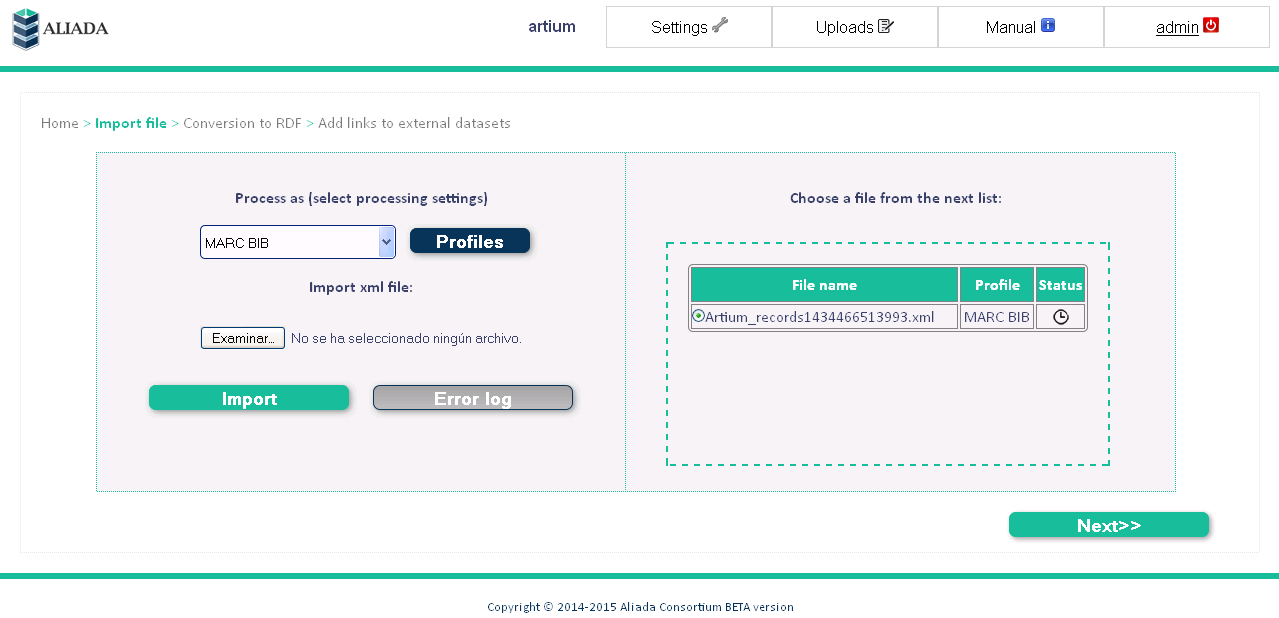 ALIADA
artium
Settings
Uploads
Manual
admin
Home > Import file > Conversion to RDF > Add links to external datasets
Process as (select processing settings)
MARC BIB
Profiles
Import xml file:
Examinar... No se ha seleccionado ningún archivo.
Import
Error log
Choose a file from the next list:
File name Profile Status
Artium_records1434466513993.xml MARC BIB
Next>>
Copyright © 2014-2015 Aliada Consortium BETA version